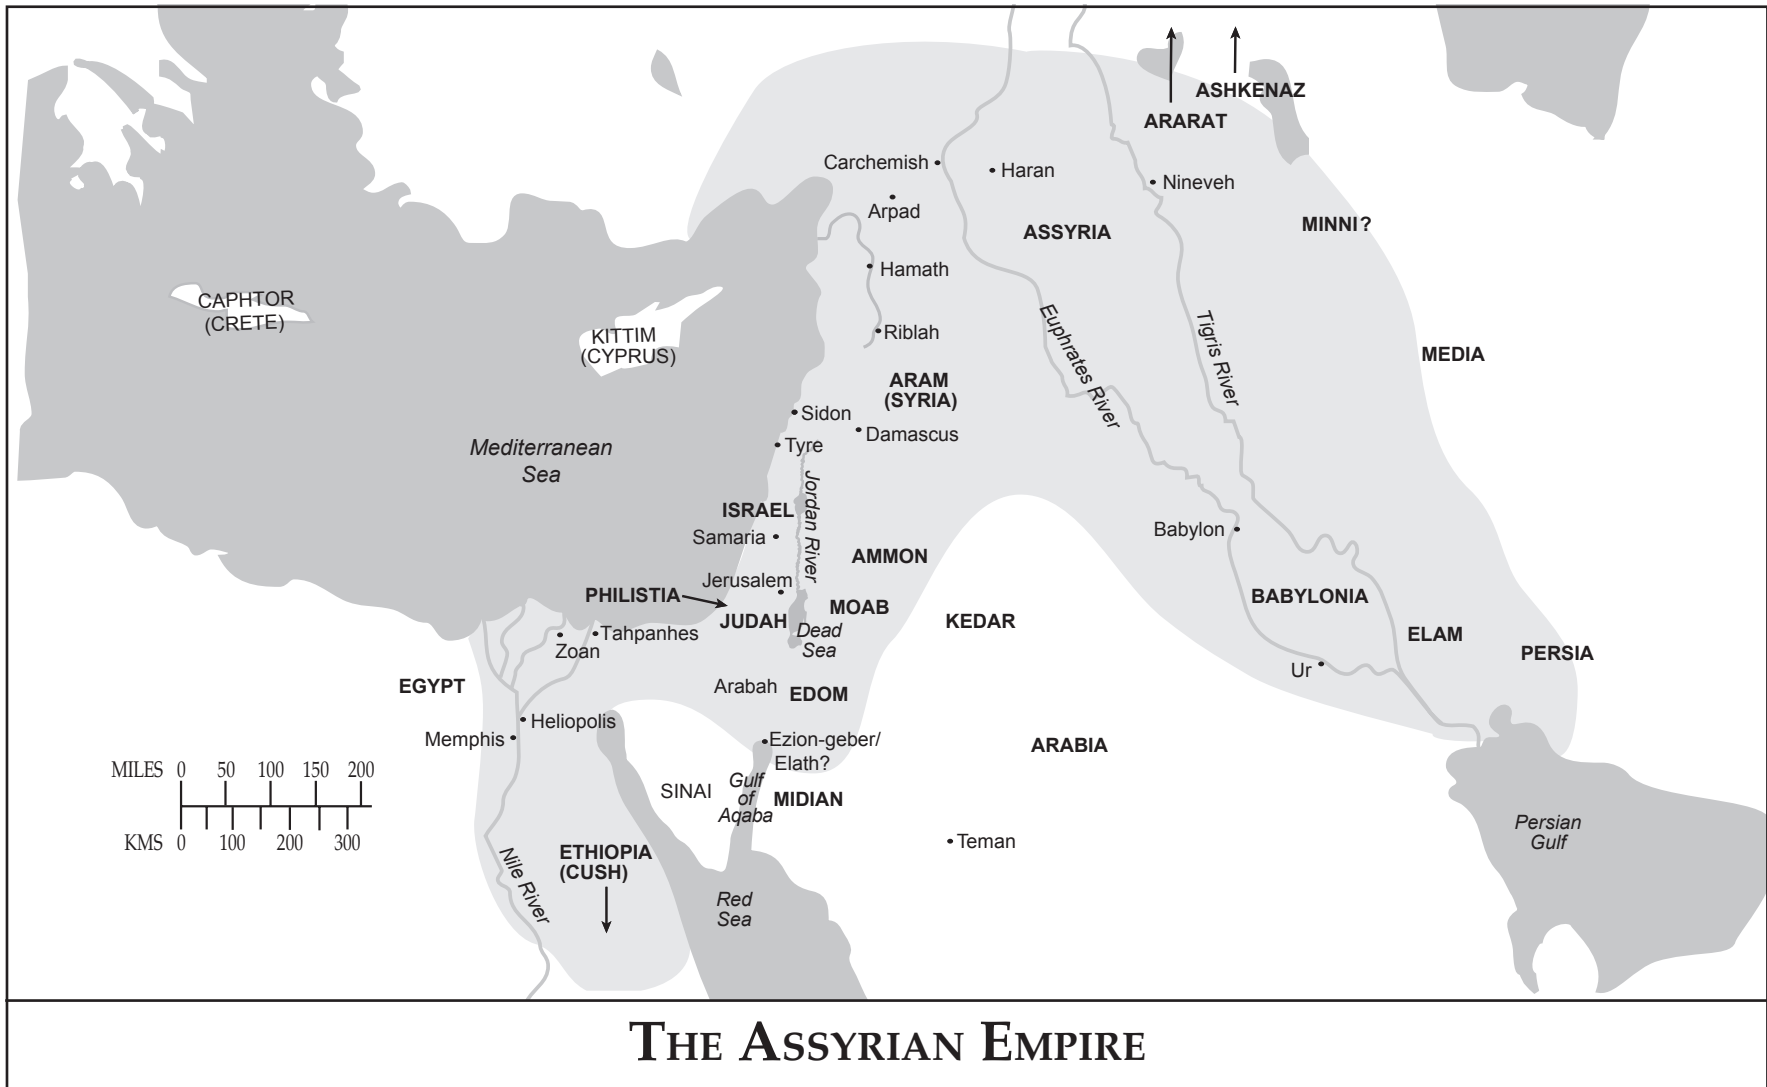 ASHKENAZ
ARARAT
Carchemish
Haran
Nineveh
Arpad
MINNI?
ASSYRIA
Hamath
CAPHTOR
(CRETE)
KITTIM
(CYPRUS)
Riblah
Euphrates River
Tigris River
MEDIA
ARAM
(SYRIA)
Sidon
Damascus
Tyre
Mediterranean
Sea
Jordan River
ISRAEL
Samaria
Babylon
AMMON
Jerusalem
PHILISTIA
BABYLONIA
MOAB
JUDAH
KEDAR
Dead
Sea
Tahpanhes
Zoan
ELAM
PERSIA
Ur
EGYPT
Arabah
EDOM
Heliopolis
Memphis
Ezion-geber/
Elath?
ARABIA
MILES 0 50 100 150 200
KMS 0 100 200 300
SINAI
Gulf
of
Aqaba
MIDIAN
Persian
Gulf
Teman
ETHIOPIA
(CUSH)
Nile River
Red
Sea
THE ASSYRIAN EMPIRE